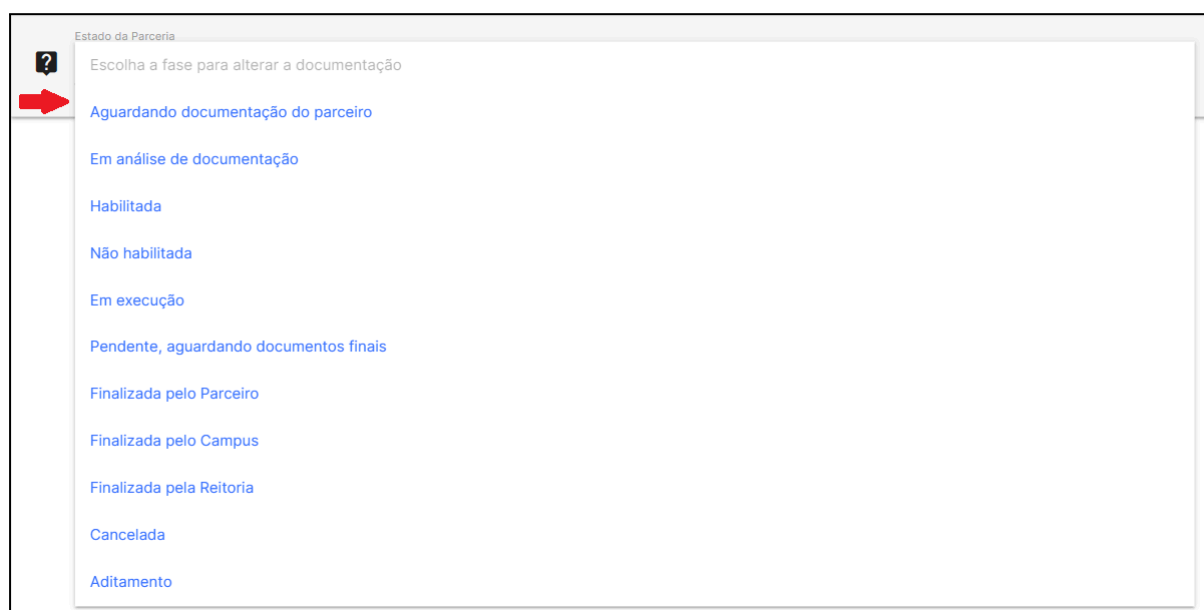 Estado da Parceria
Escolha a fase para alterar a documentação
Aguardando documentação do parceiro
Em análise de documentação
Habilitada
Não habilitada
Em execução
Pendente, aguardando documentos finais
Finalizada pelo Parceiro
Finalizada pelo Campus
Finalizada pela Reitoria
Cancelada
Aditamento